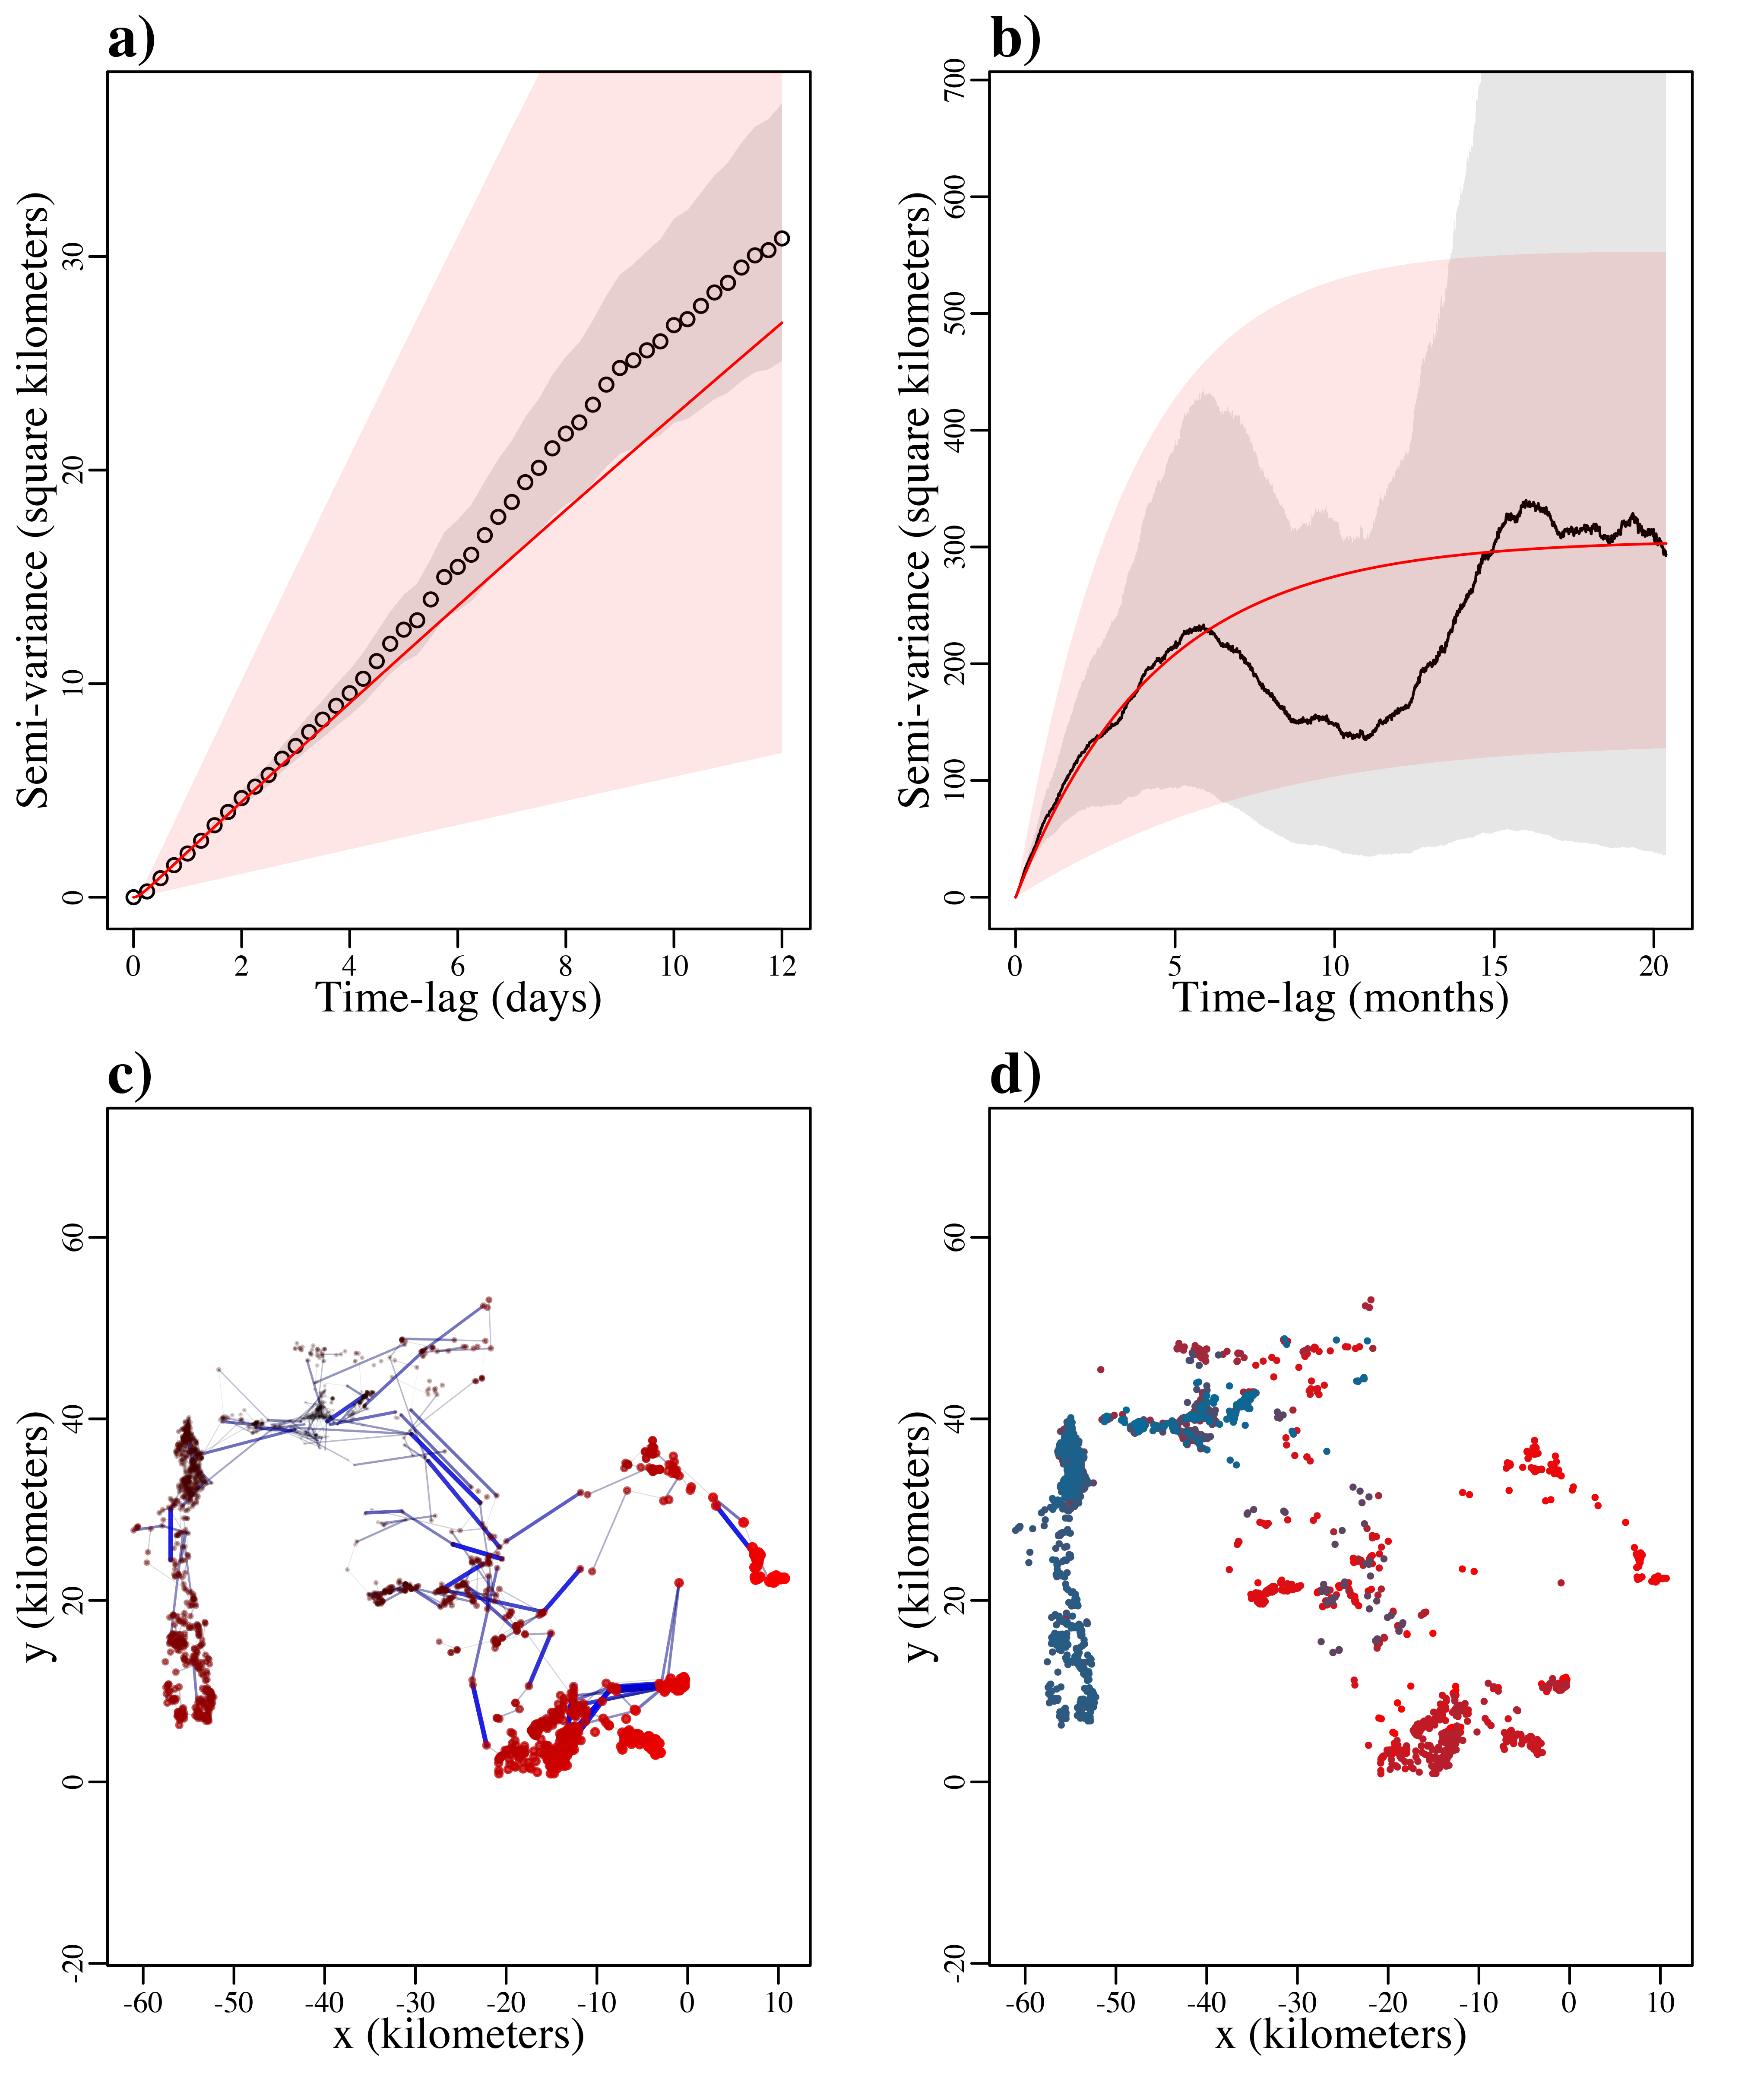 a)
Semi-variance (square kilometers)
0 10 20 30
0 2 4 6 8 10 12
Time-lag (days)
b)
Semi-variance (square kilometers)
0 100 200 300 400 500 600 700
0 5 10 15 20
Time-lag (months)
c)
y (kilometers)
-20 0 20 40 60
-60 -50 -40 -30 -20 -10 0 10
x (kilometers)
d)
y (kilometers)
-20 0 20 40 60
-60 -50 -40 -30 -20 -10 0 10
x (kilometers)